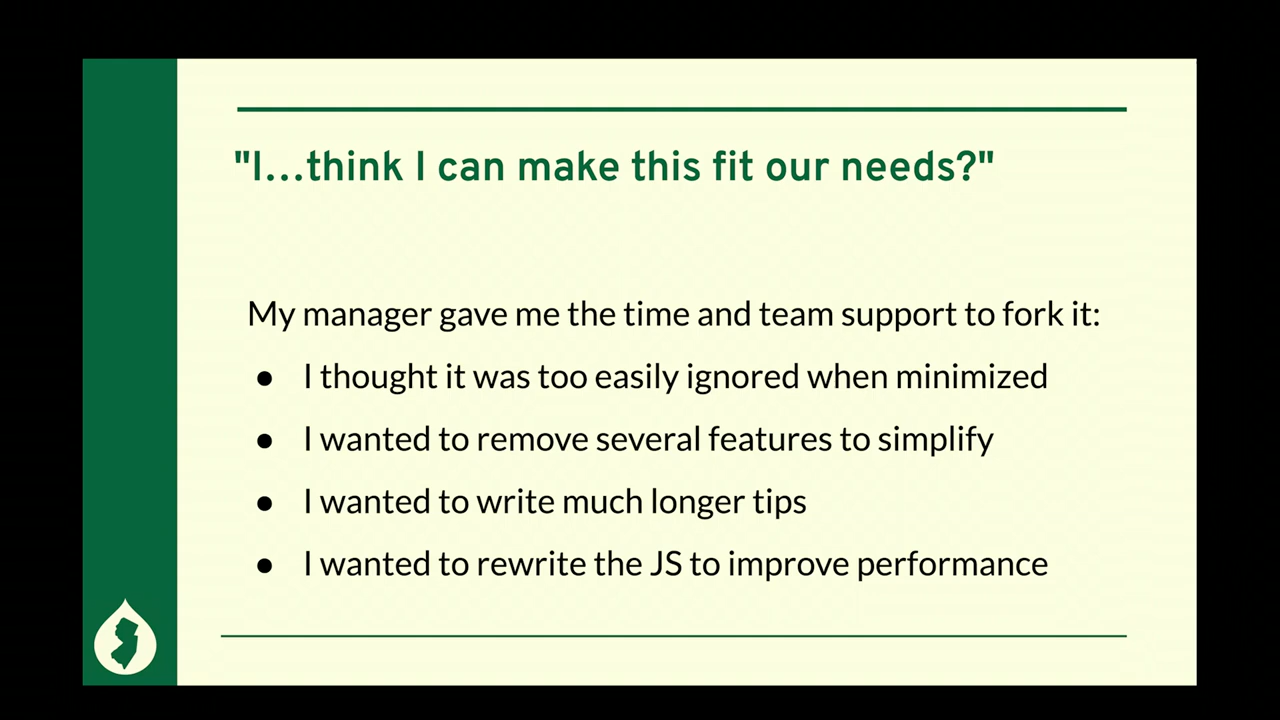 "I...think I can make this fit our needs?"
My manager gave me the time and team support to fork it:
● I thought it was too easily ignored when minimized
● I wanted to remove several features to simplify
● I wanted to write much longer tips
● I wanted to rewrite the JS to improve performance